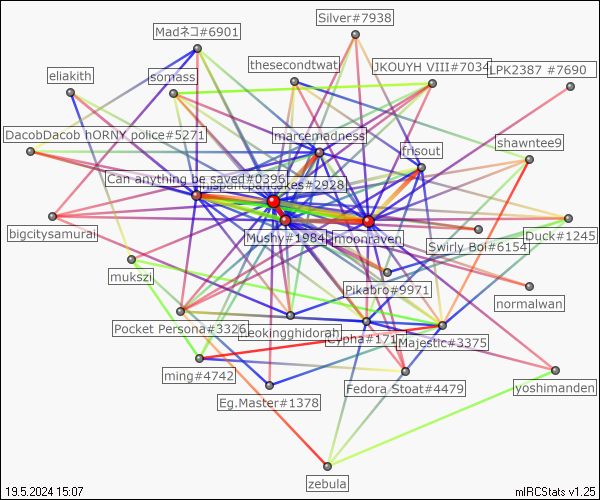 Silver#7938
Madネコ#6901
thesecondtwat
JKOUYH VIII#7034
LPK2387 #7690
eliakith
somass
DacobDacob hORNY police#5271
marcemadness
frisout
shawntee9
Can anything be saved#0396
#2928
bigcitysamurai
Mushy#1984
moonraven
Swirly Boi#6154
Duck#1245
mukszi
Pikabro#9971
normalwan
Pocket Persona#3326
leokingghidorah
Cypha#171
Majestic#3375
ming#4742
Eg.Master#1378
Fedora Stoat#4479
yoshimanden
zebula
19.5.2024 15:07
mIRCStats v1.25